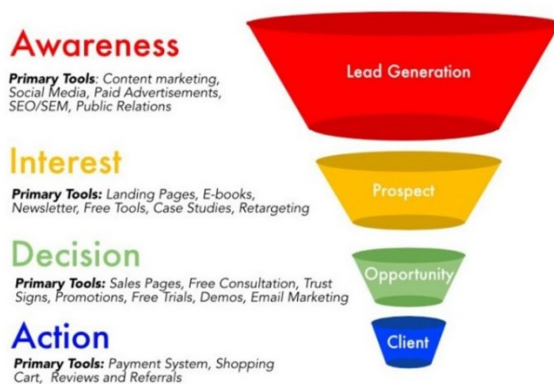 Awareness
Primary Tools: Content marketing,
Social Media, Paid Advertisements,
SEO/SEM, Public Relations
Lead Generation
Interest
Primary Tools: Landing Pages, E-books,
Newsletter, Free Tools, Case Studies, Retargeting
Prospect
Decision
Primary Tools: Sales Pages, Free Consultation, Trust
Signs, Promotions, Free Trials, Demos, Email Marketing
Opportunity
Action
Primary Tools: Payment System, Shopping
Cart, Reviews and Referrals
Client